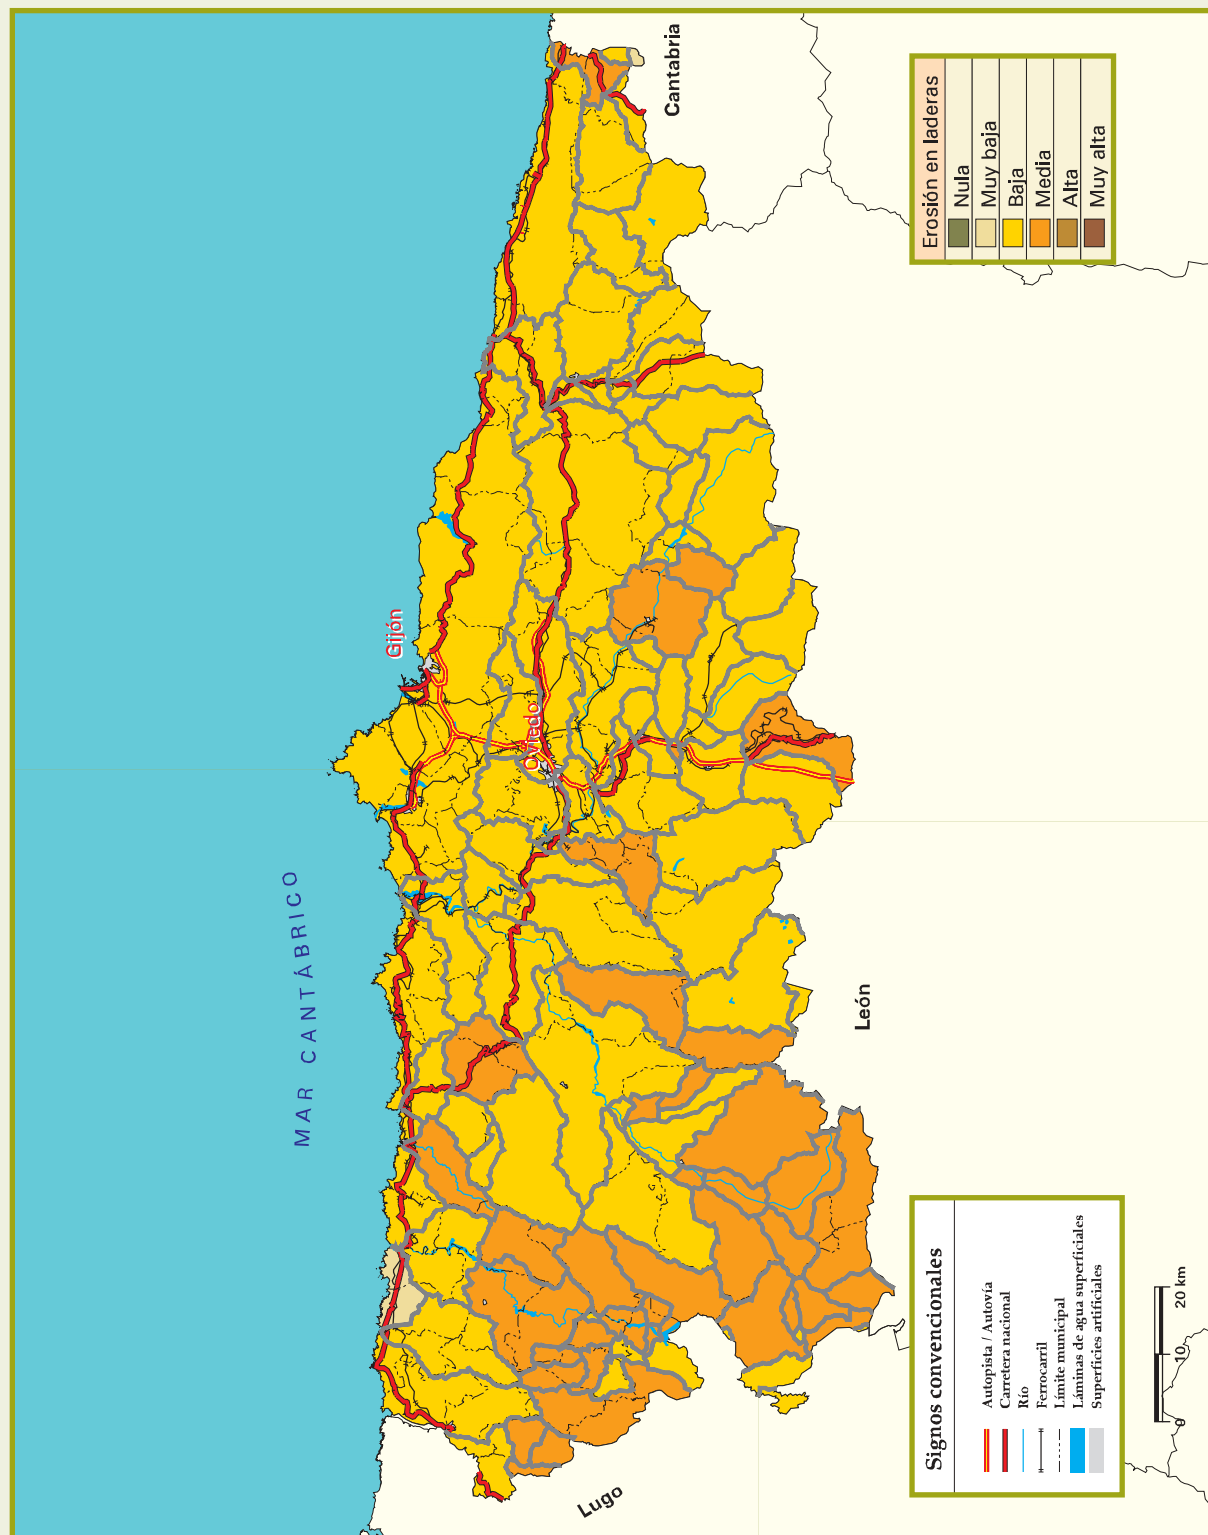 MAR CANTÁBRICO
Gijón
Oviedo
Cantabria
León
Lugo
Erosión en laderas
Nula
Muy baja
Baja
Media
Alta
Muy alta
Signos convencionales
Autopista / Autovía
Carretera nacional
Río
Ferrocarril
Límite municipal
Láminas de agua superficiales
Superficies artificiales
0 10 20 km